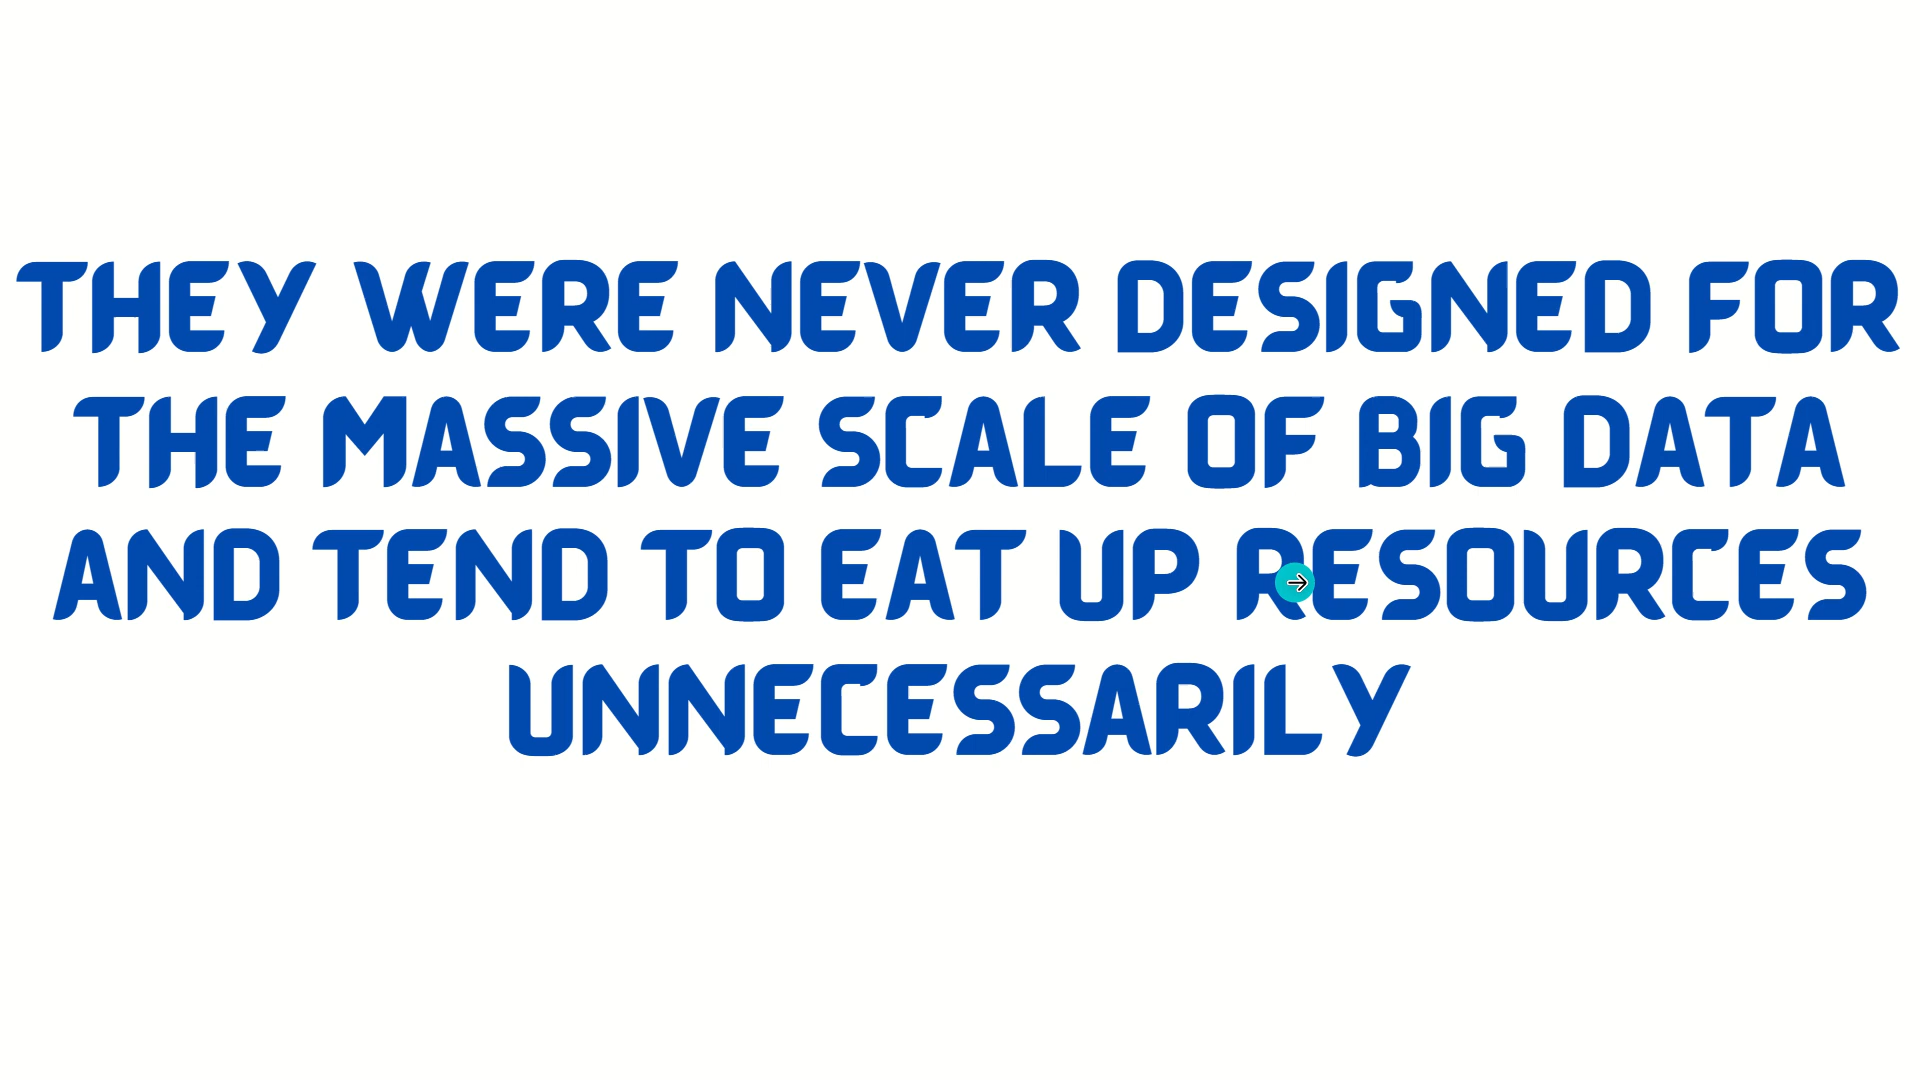 THEY WERE NEVER DESIGNED FOR
THE MASSIVE SCALE OF BIG DATA
AND TEND TO EAT UP RESOURCES
UNNECESSARILY